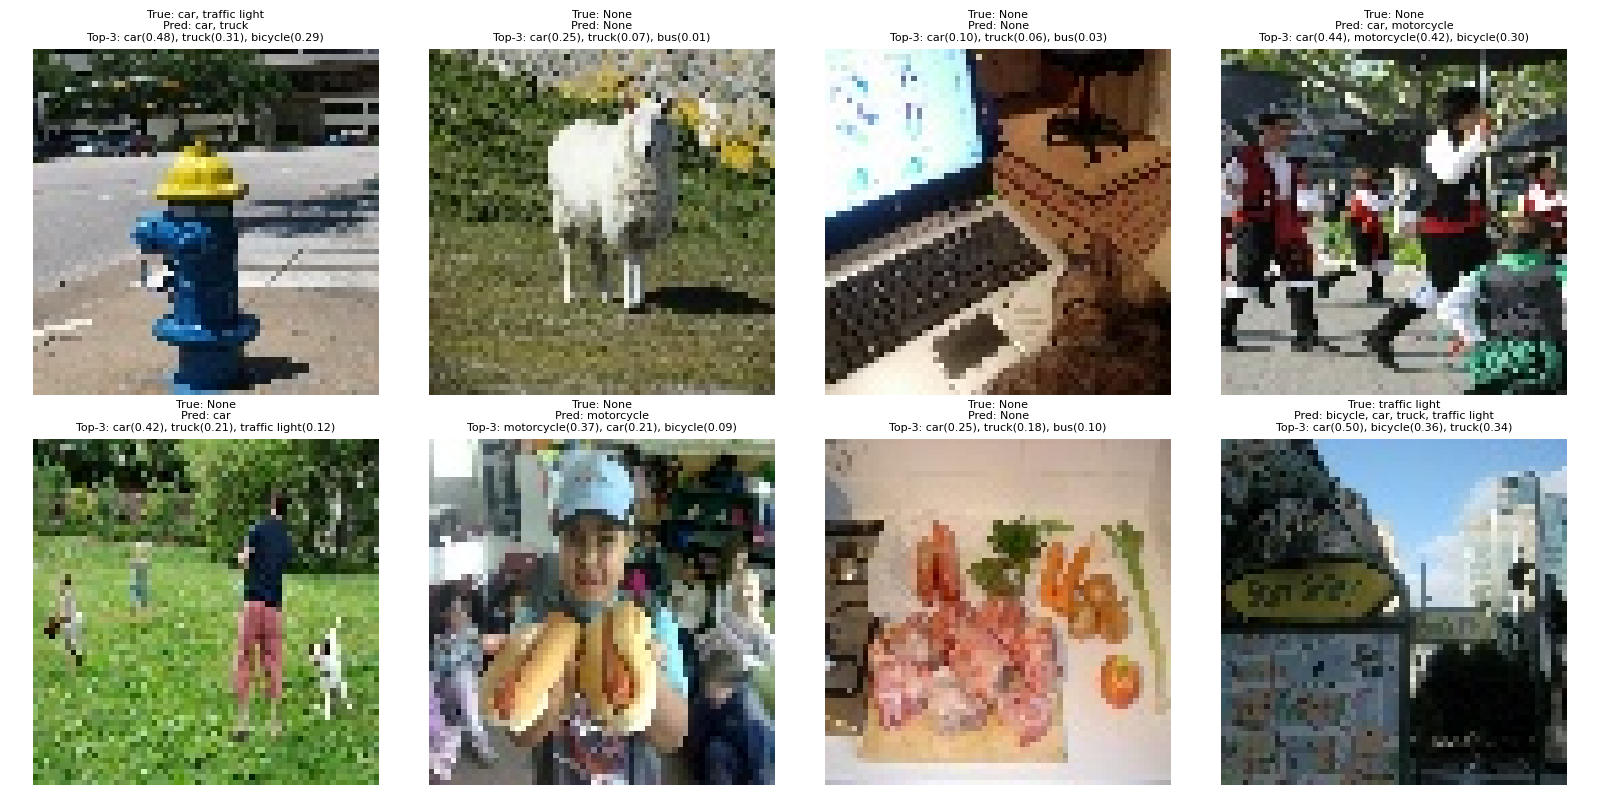 True: car, traffic light
Pred: car, truck
Top-3: car(0.48), truck(0.31), bicycle(0.29)
True: None
Pred: None
Top-3: car(0.25), truck(0.07), bus(0.01)
True: None
Pred: None
Top-3: car(0.10), truck(0.06), bus(0.03)
True: None
Pred: car, motorcycle
Top-3: car(0.44), motorcycle(0.42), bicycle(0.30)
True: None
Pred: car
Top-3: car(0.42), truck(0.21), traffic light(0.12)
True: None
Pred: motorcycle
Top-3: motorcycle(0.37), car(0.21), bicycle(0.09)
True: None
Pred: None
Top-3: car(0.25), truck(0.18), bus(0.10)
True: traffic light
Pred: bicycle, car, truck, traffic light
Top-3: car(0.50), bicycle(0.36), truck(0.34)